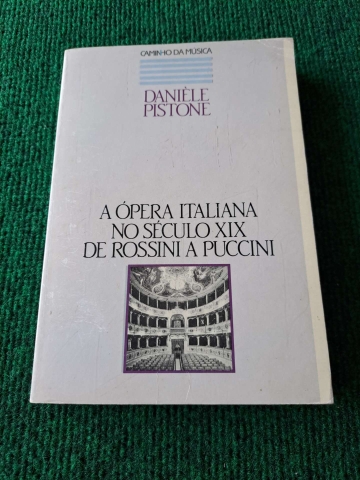 CAMINHO DA MÚSICA
DANIÈLE
PISTONE
A ÓPERA ITALIANA
NO SÉCULO XIX
DE ROSSINI A PUCCINI